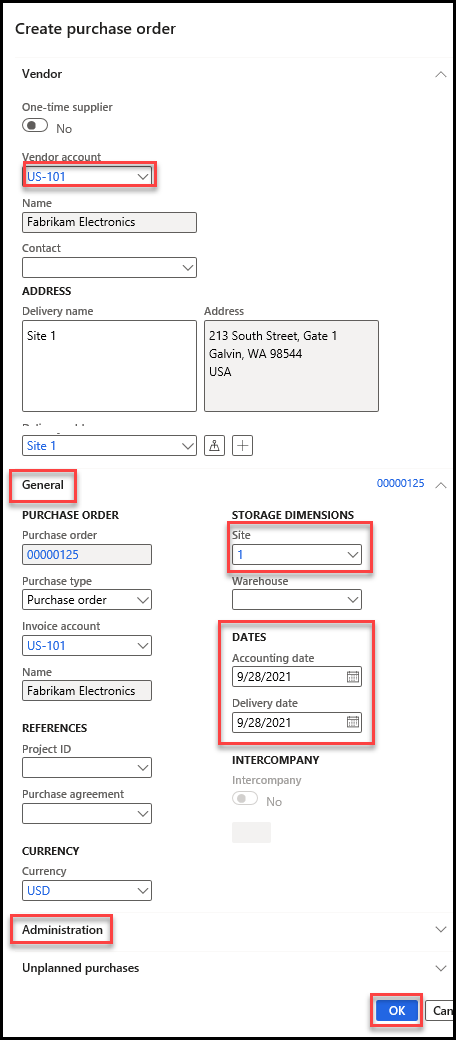 Create purchase order
Vendor
One-time supplier
No
Vendor account
US-101
Name
Fabrikam Electronics
Contact
ADDRESS
Delivery name
Site 1
Address
213 South Street, Gate 1
Galvin, WA 98544
USA
Site 1
General
00000125
PURCHASE ORDER
Purchase order
00000125
Purchase type
Purchase order
Invoice account
US-101
Name
Fabrikam Electronics
REFERENCES
Project ID
Purchase agreement
CURRENCY
Currency
USD
STORAGE DIMENSIONS
Site
1
Warehouse
DATES
Accounting date
9/28/2021
Delivery date
9/28/2021
INTERCOMPANY
Intercompany
No
Administration
Unplanned purchases
OK
Can